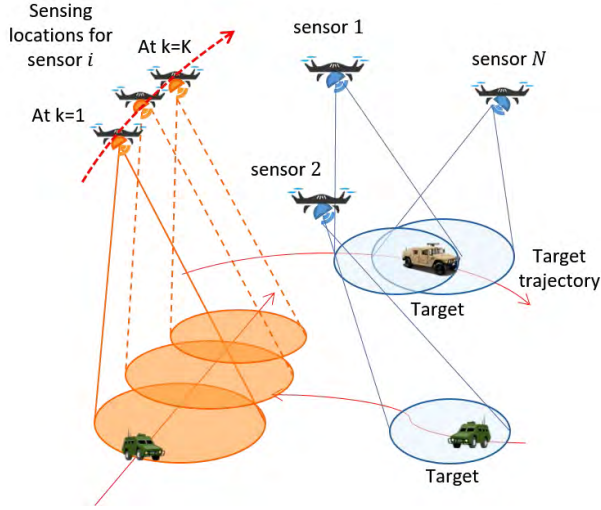 Sensing
locations for
sensor i
At k=K
At k=1
sensor 1
sensor N
sensor 2
Target
trajectory
Target
Target